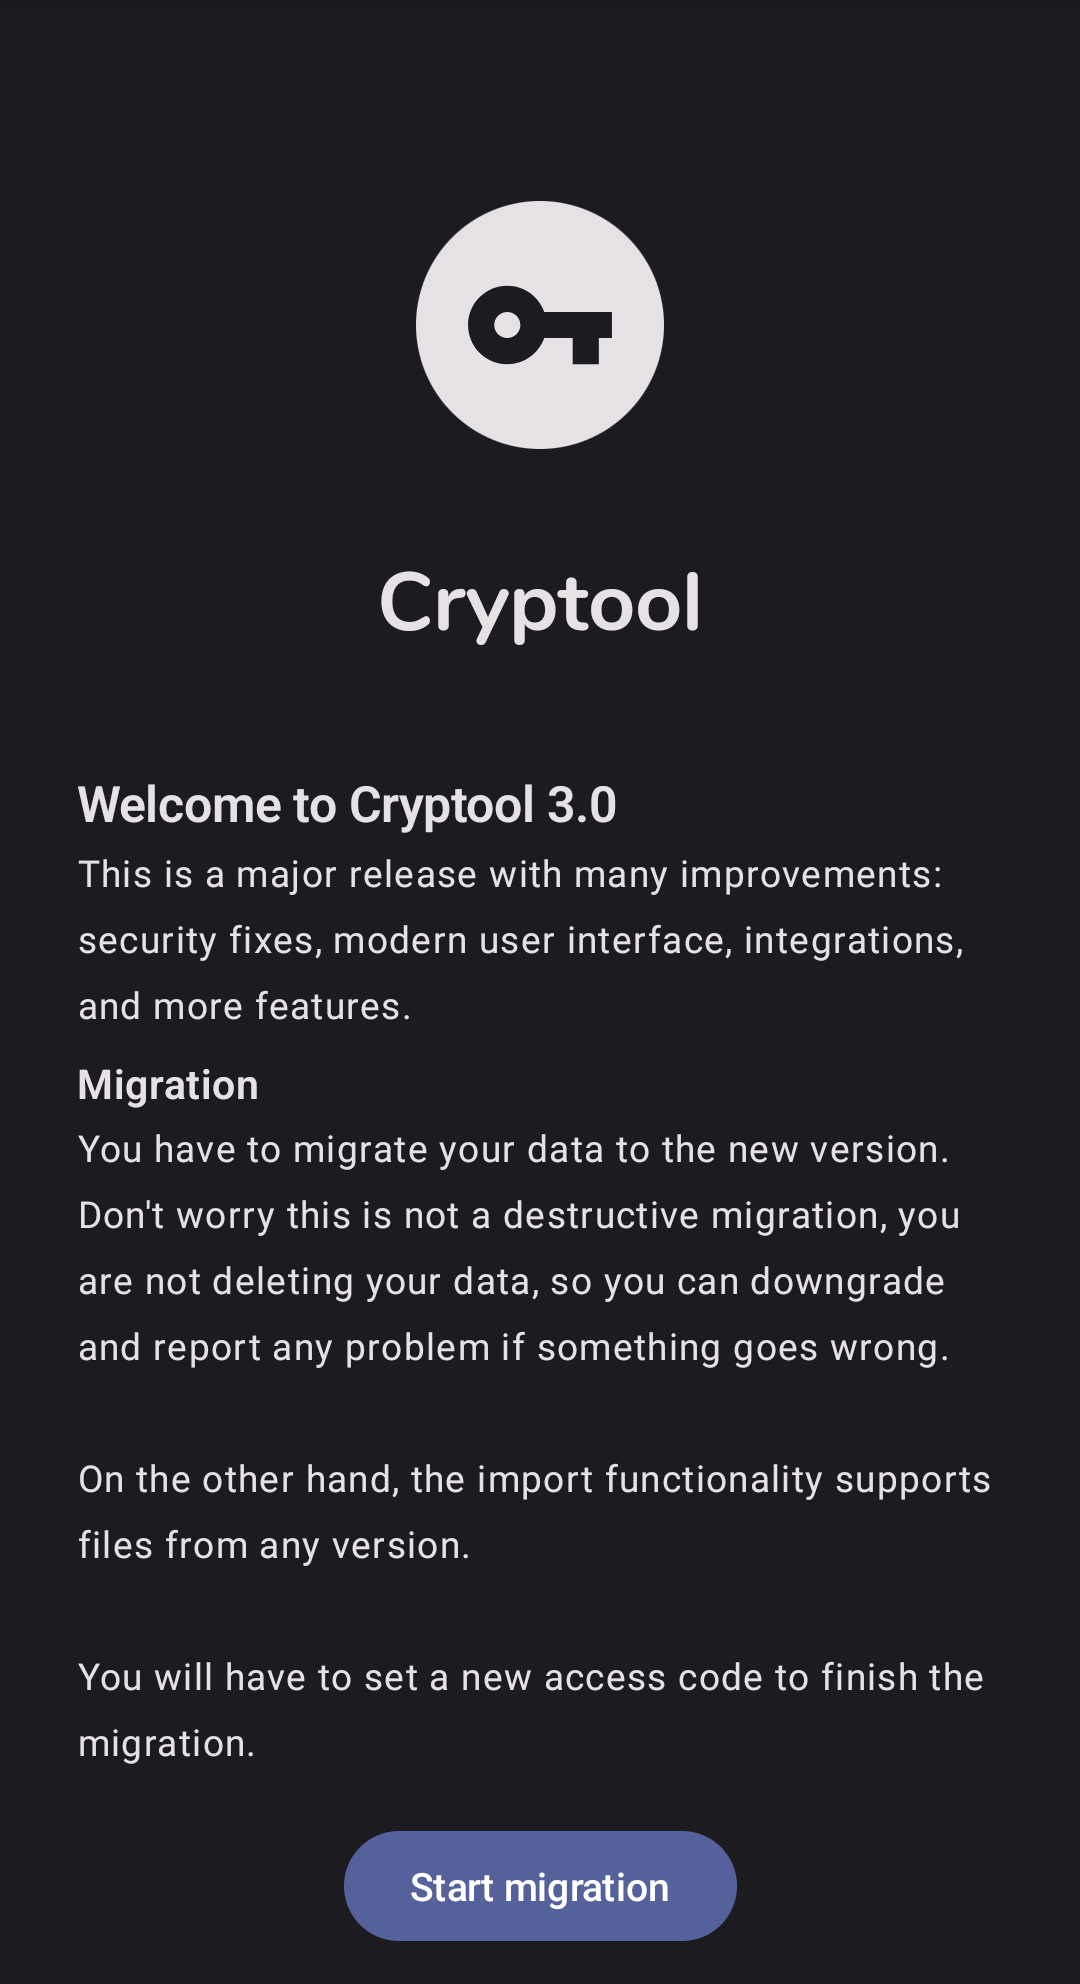 Cryptool
Welcome to Cryptool 3.0
This is a major release with many improvements:
security fixes, modern user interface, integrations,
and more features.
Migration
You have to migrate your data to the new version.
Don't worry this is not a destructive migration, you
are not deleting your data, so you can downgrade
and report any problem if something goes wrong.
On the other hand, the import functionality supports
files from any version.
You will have to set a new access code to finish the
migration.
Start migration